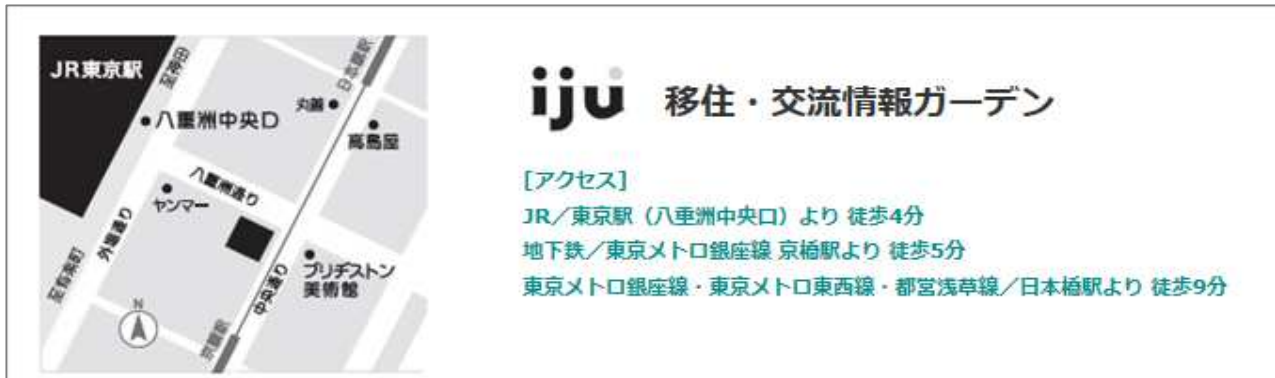 JR東京駅
至神田
日本橋駅
丸善
八重洲中央口
高島屋
八重洲通り
ヤンマー
外堀通り
ブリヂストン
美術館
中央通り
至有楽町
N
京橋駅
iju 移住・交流情報ガーデン
[アクセス]
JR／東京駅（八重洲中央口）より 徒歩4分
地下鉄／東京メトロ銀座線 京橋駅より 徒歩5分
東京メトロ銀座線・東京メトロ東西線・都営浅草線／日本橋駅より 徒歩9分